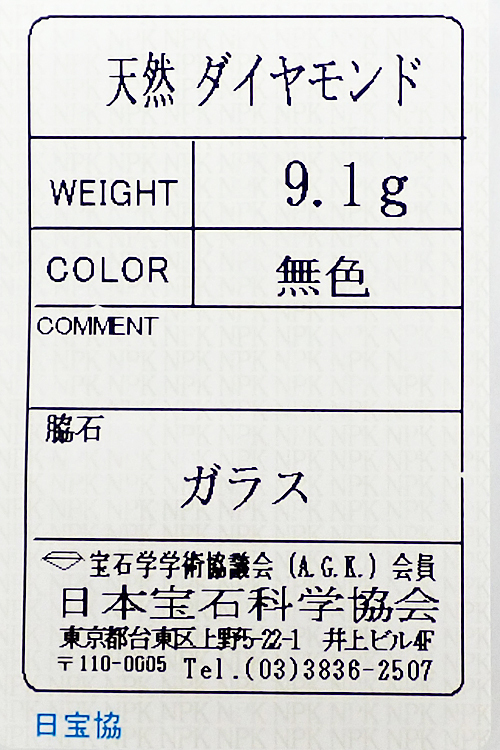 天然 ダイヤモンド
WEIGHT 9.1g
COLOR 無色
COMMENT
脇石
ガラス
宝石学学術協議会 (A.G.K.) 会員
日本宝石科学協会
東京都台東区上野5-22-1 井上ビル4F
〒110-0005 Tel.(03)3836-2507
日宝協